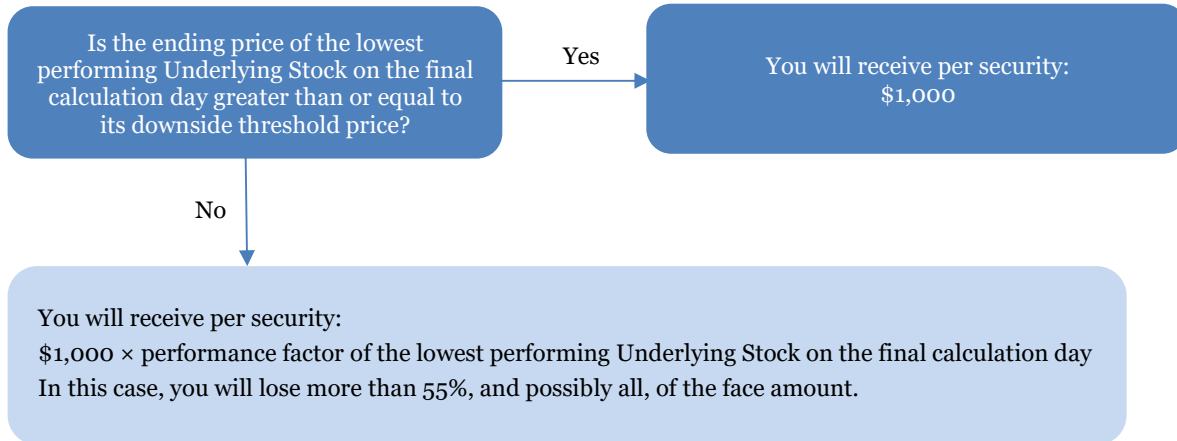 Is the ending price of the lowest
performing Underlying Stock on the final
calculation day greater than or equal to
its downside threshold price?
Yes
You will receive per security:
$1,000
No
You will receive per security:
$1,000 × performance factor of the lowest performing Underlying Stock on the final calculation day
In this case, you will lose more than 55%, and possibly all, of the face amount.